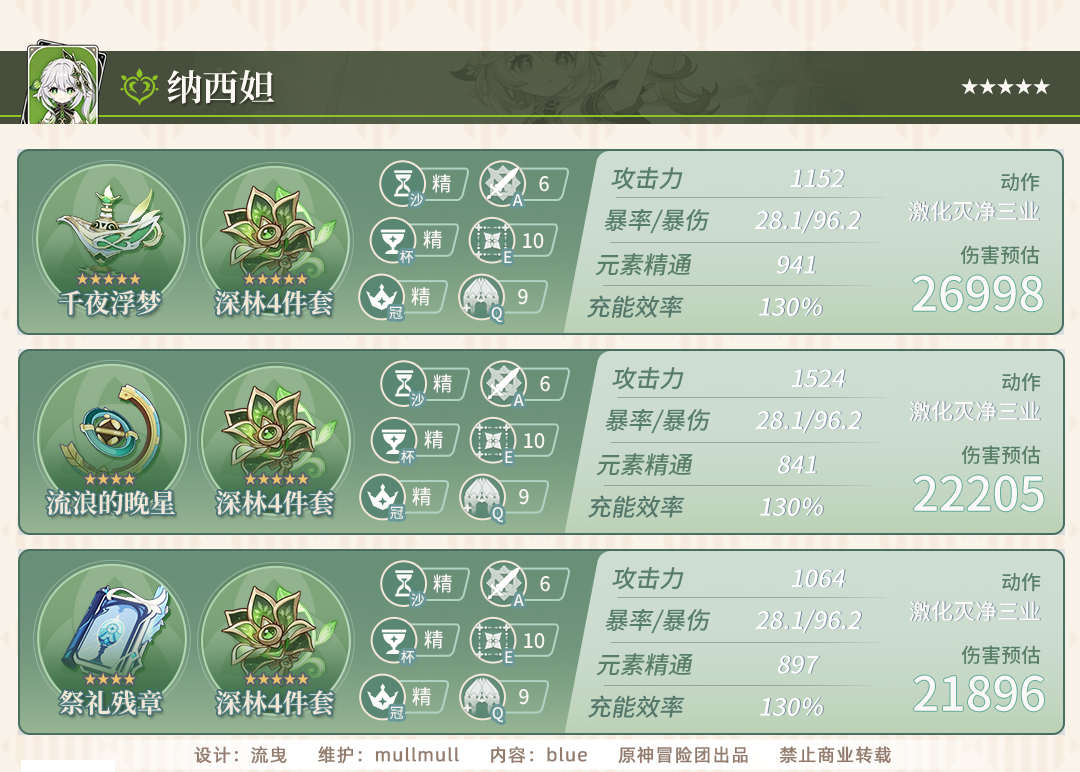 纳西妲
★★★★★
千夜浮梦
深林4件套
沙 精 A 6
杯 精 E 10
冠 精 Q 9
攻击力 1152
暴率/暴伤 28.1/96.2
元素精通 941
充能效率 130%
动作
激化灭净三业
伤害预估
26998
流浪的晚星
深林4件套
沙 精 A 6
杯 精 E 10
冠 精 Q 9
攻击力 1524
暴率/暴伤 28.1/96.2
元素精通 841
充能效率 130%
动作
激化灭净三业
伤害预估
22205
祭礼残章
深林4件套
沙 精 A 6
杯 精 E 10
冠 精 Q 9
攻击力 1064
暴率/暴伤 28.1/96.2
元素精通 897
充能效率 130%
动作
激化灭净三业
伤害预估
21896
设计：流曳 维护：mullmull 内容：blue 原神冒险团出品 禁止商业转载